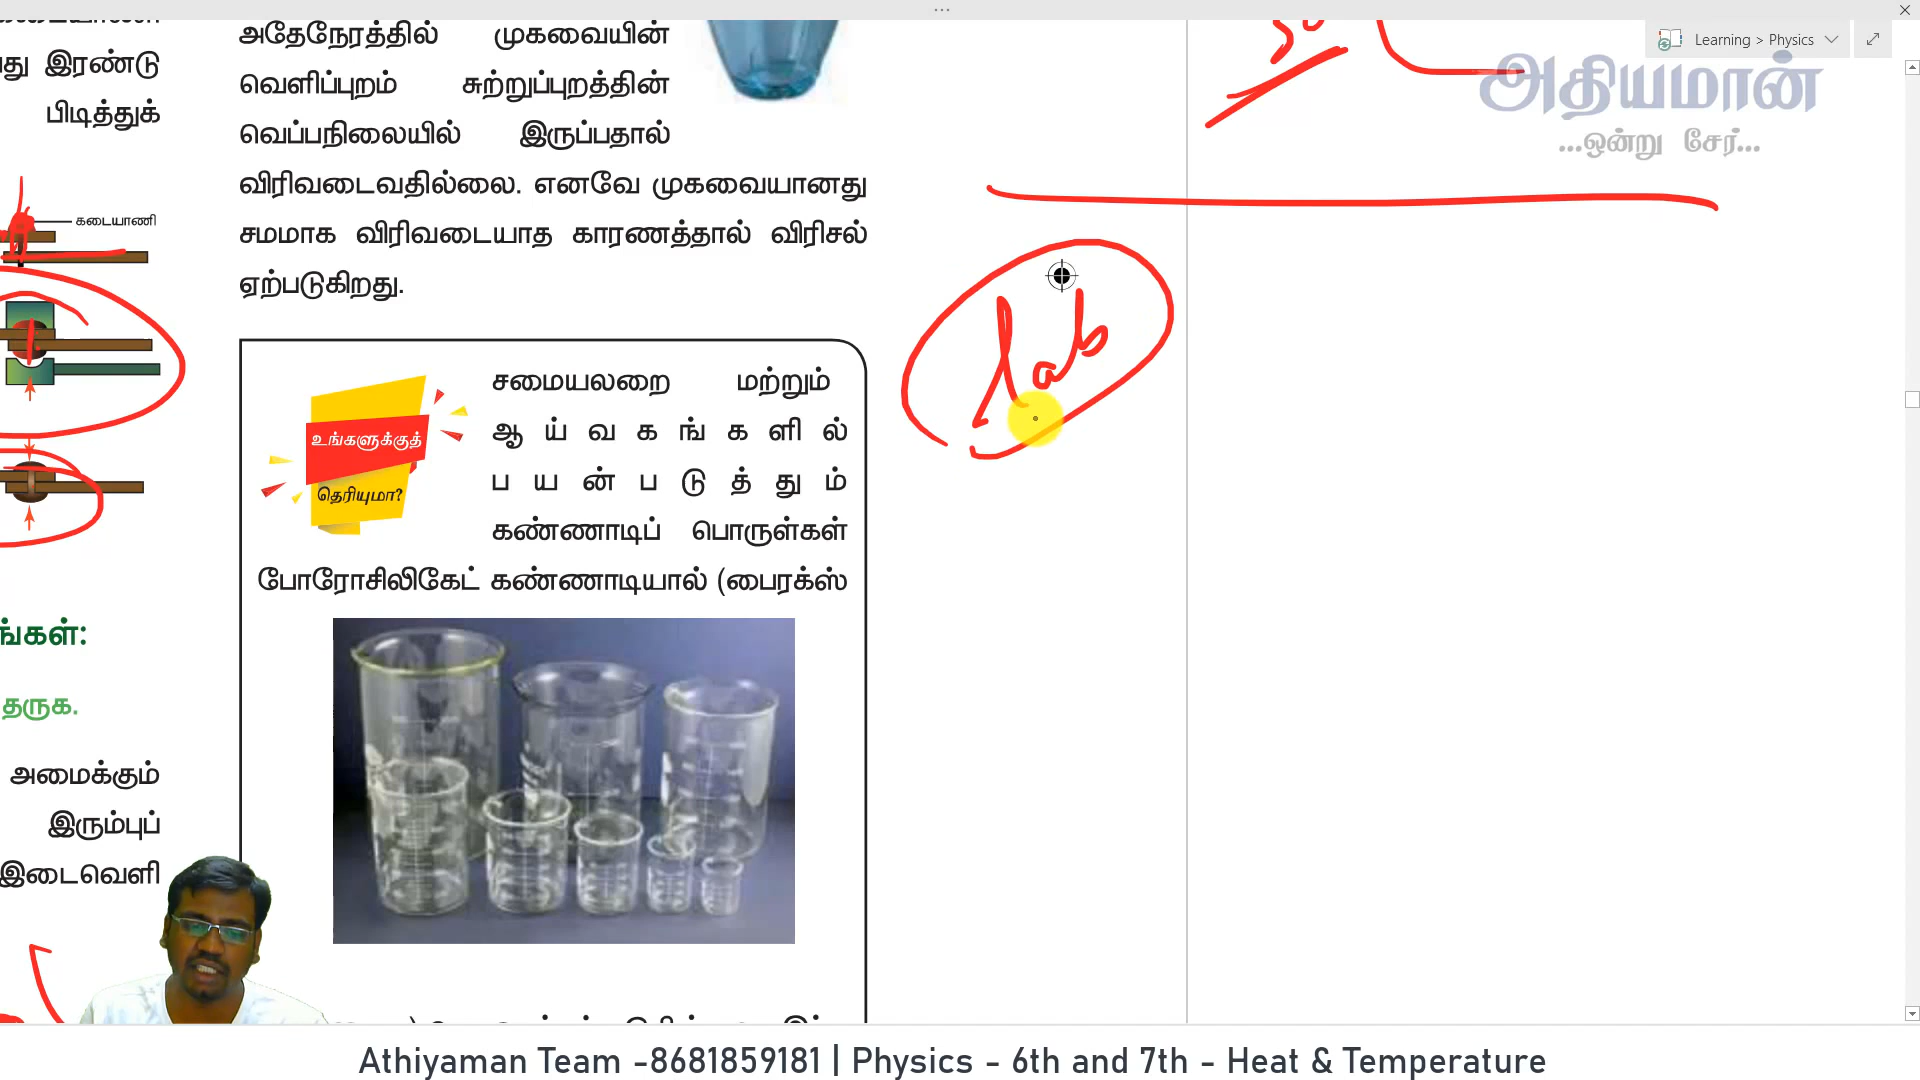 Learning > Physics
அதியமான்
...ஒன்று சேர்...
து இரண்டு
பிடித்துக்
கடையாணி
ங்கள்:
தருக.
அமைக்கும்
இரும்புப்
இடைவெளி
அதேநேரத்தில் முகவையின்
வெளிப்புறம் சுற்றுப்புறத்தின்
வெப்பநிலையில் இருப்பதால்
விரிவடைவதில்லை. எனவே முகவையானது
சமமாக விரிவடையாத காரணத்தால் விரிசல்
ஏற்படுகிறது.
உங்களுக்குத்
தெரியுமா?
சமையலறை மற்றும்
ஆய்வகங்களில்
பயன்படுத்தும்
கண்ணாடிப் பொருள்கள்
போரோசிலிகேட் கண்ணாடியால் (பைரக்ஸ்
lab
Athiyaman Team -8681859181 | Physics - 6th and 7th - Heat & Temperature